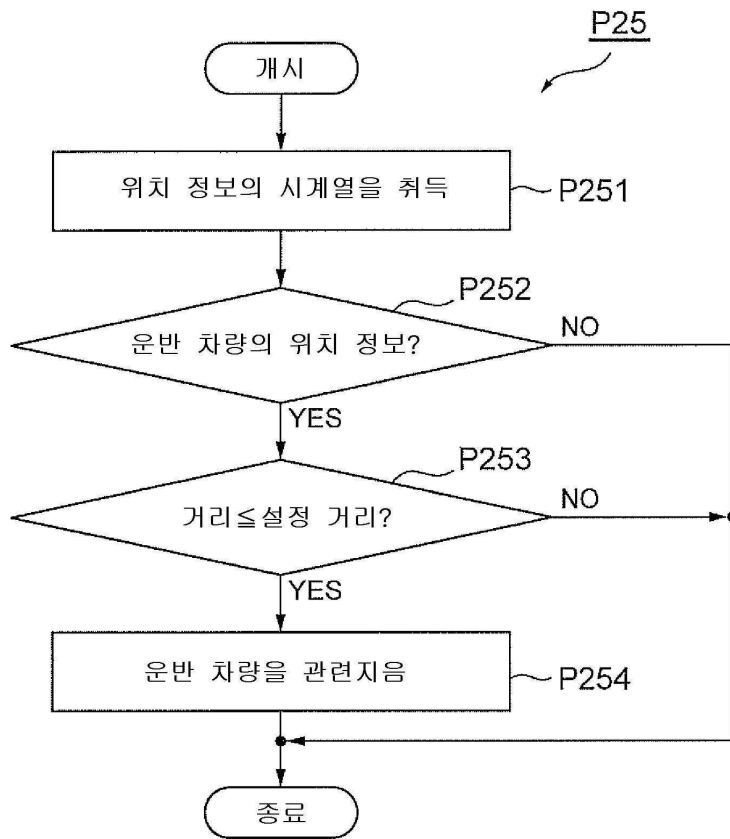 P25
개시
위치 정보의 시계열을 취득
P251
P252
운반 차량의 위치 정보?
NO
YES
P253
거리≦설정 거리?
NO
YES
운반 차량을 관련지음
P254
종료